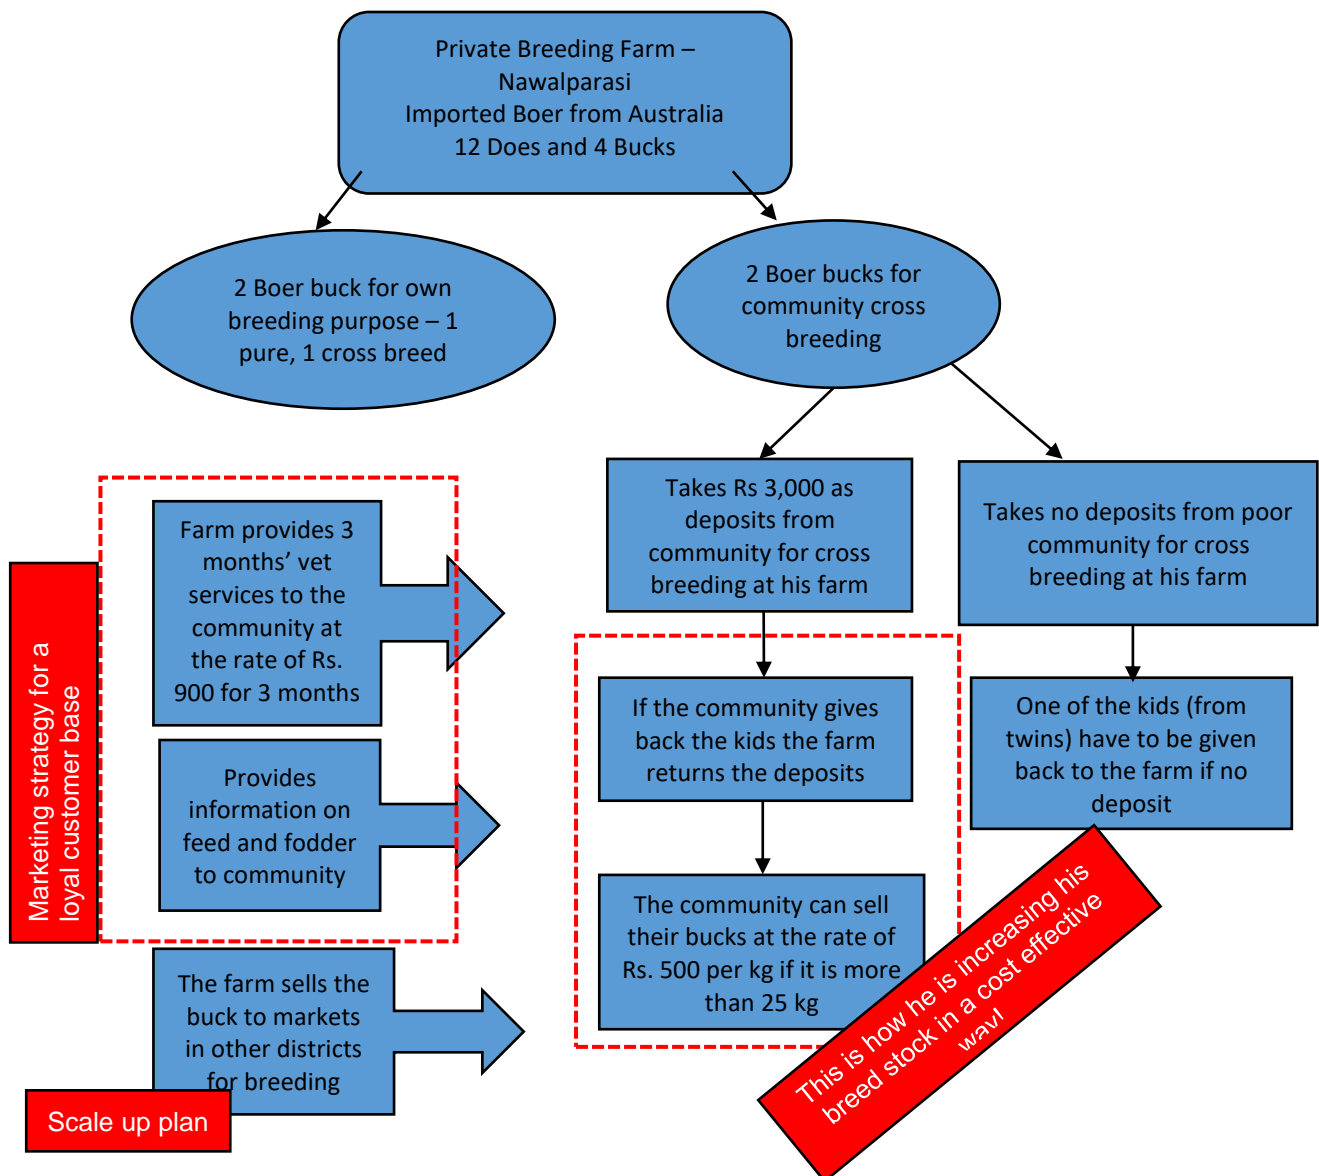 Private Breeding Farm –
Nawalparasi
Imported Boer from Australia
12 Does and 4 Bucks
2 Boer buck for own
breeding purpose – 1
pure, 1 cross breed
2 Boer bucks for
community cross
breeding
Marketing strategy for a
loyal customer base
Farm provides 3
months’ vet
services to the
community at
the rate of Rs.
900 for 3 months
Provides
information on
feed and fodder
to community
The farm sells the
buck to markets
in other districts
for breeding
Scale up plan
Takes Rs 3,000 as
deposits from
community for cross
breeding at his farm
If the community gives
back the kids the farm
returns the deposits
The community can sell
their bucks at the rate of
Rs. 500 per kg if it is more
than 25 kg
Takes no deposits from poor
community for cross
breeding at his farm
One of the kids (from
twins) have to be given
back to the farm if no
deposit
This is how he is increasing his
breed stock in a cost effective
way!